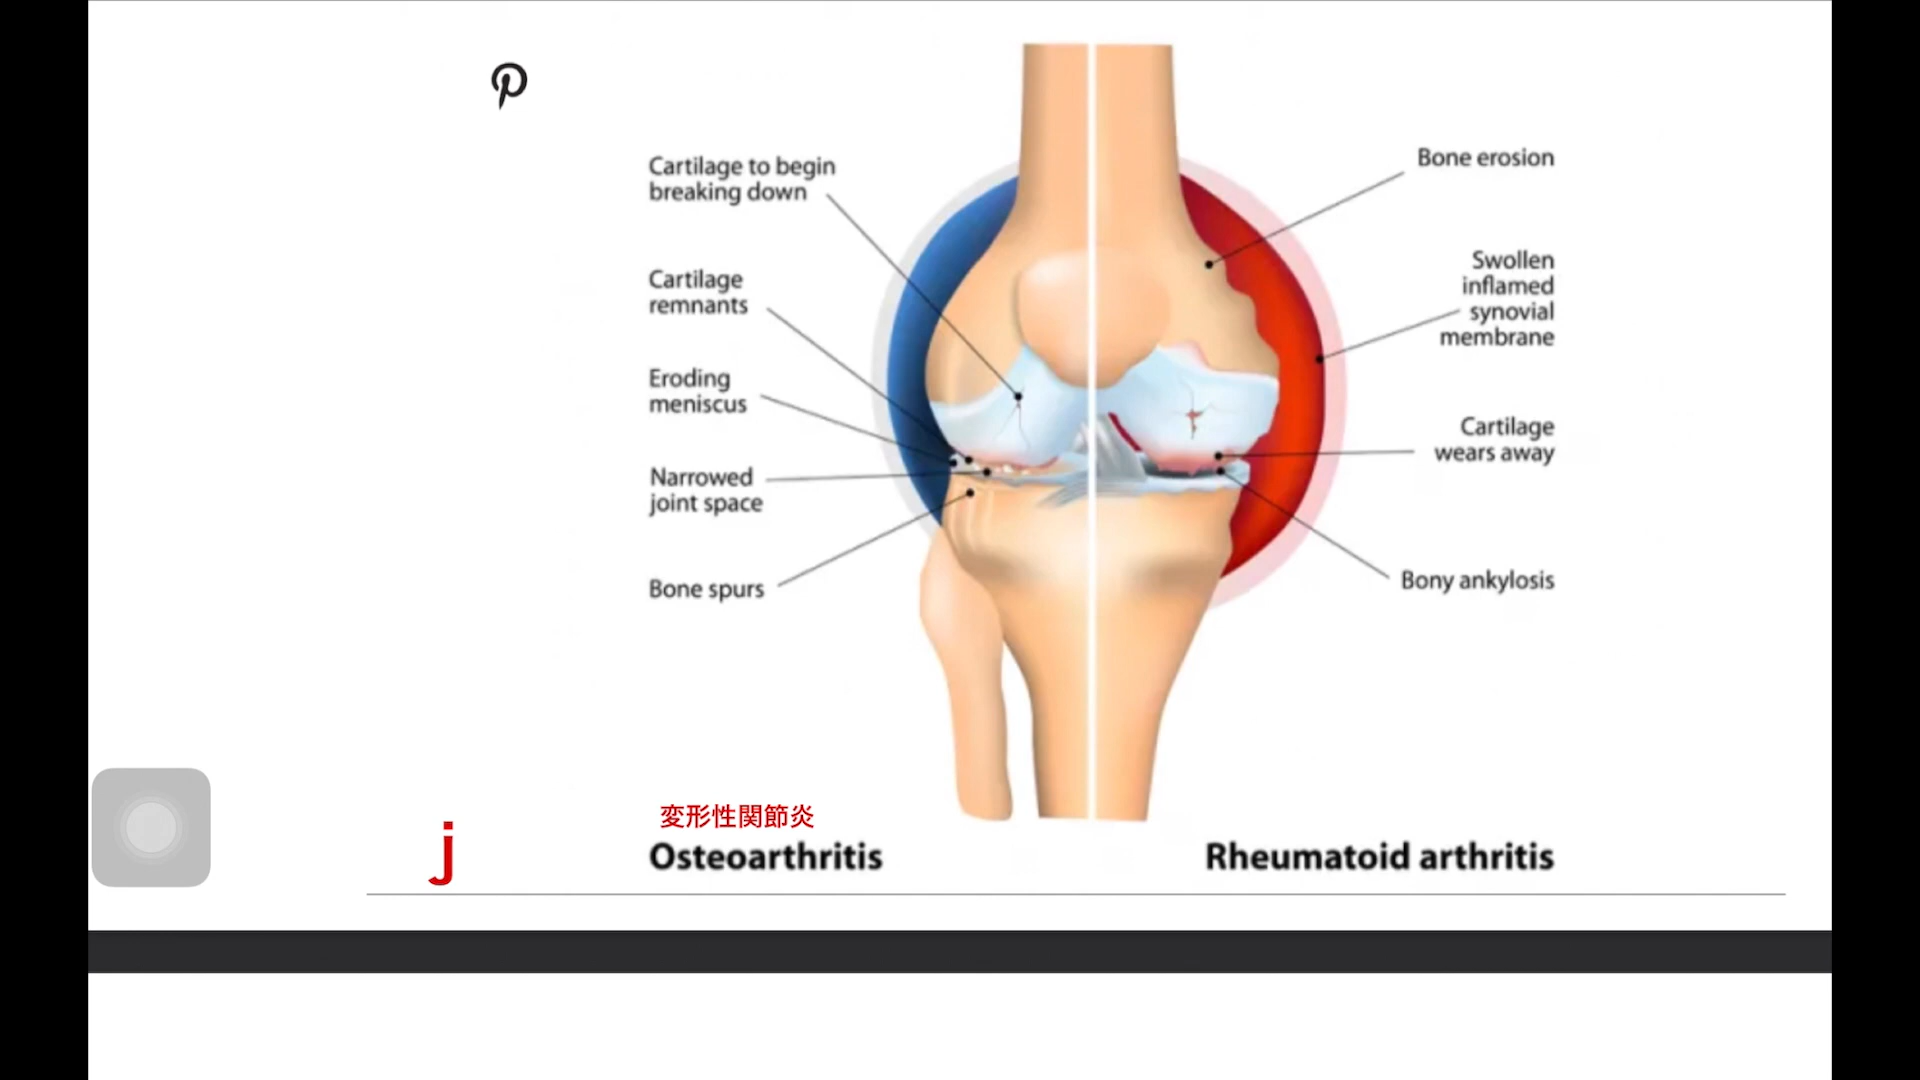 Cartilage to begin
breaking down
Cartilage
remnants
Eroding
meniscus
Narrowed
joint space
Bone spurs
Bone erosion
Swollen
inflamed
synovial
membrane
Cartilage
wears away
Bony ankylosis
j
変形性関節炎
Osteoarthritis
Rheumatoid arthritis